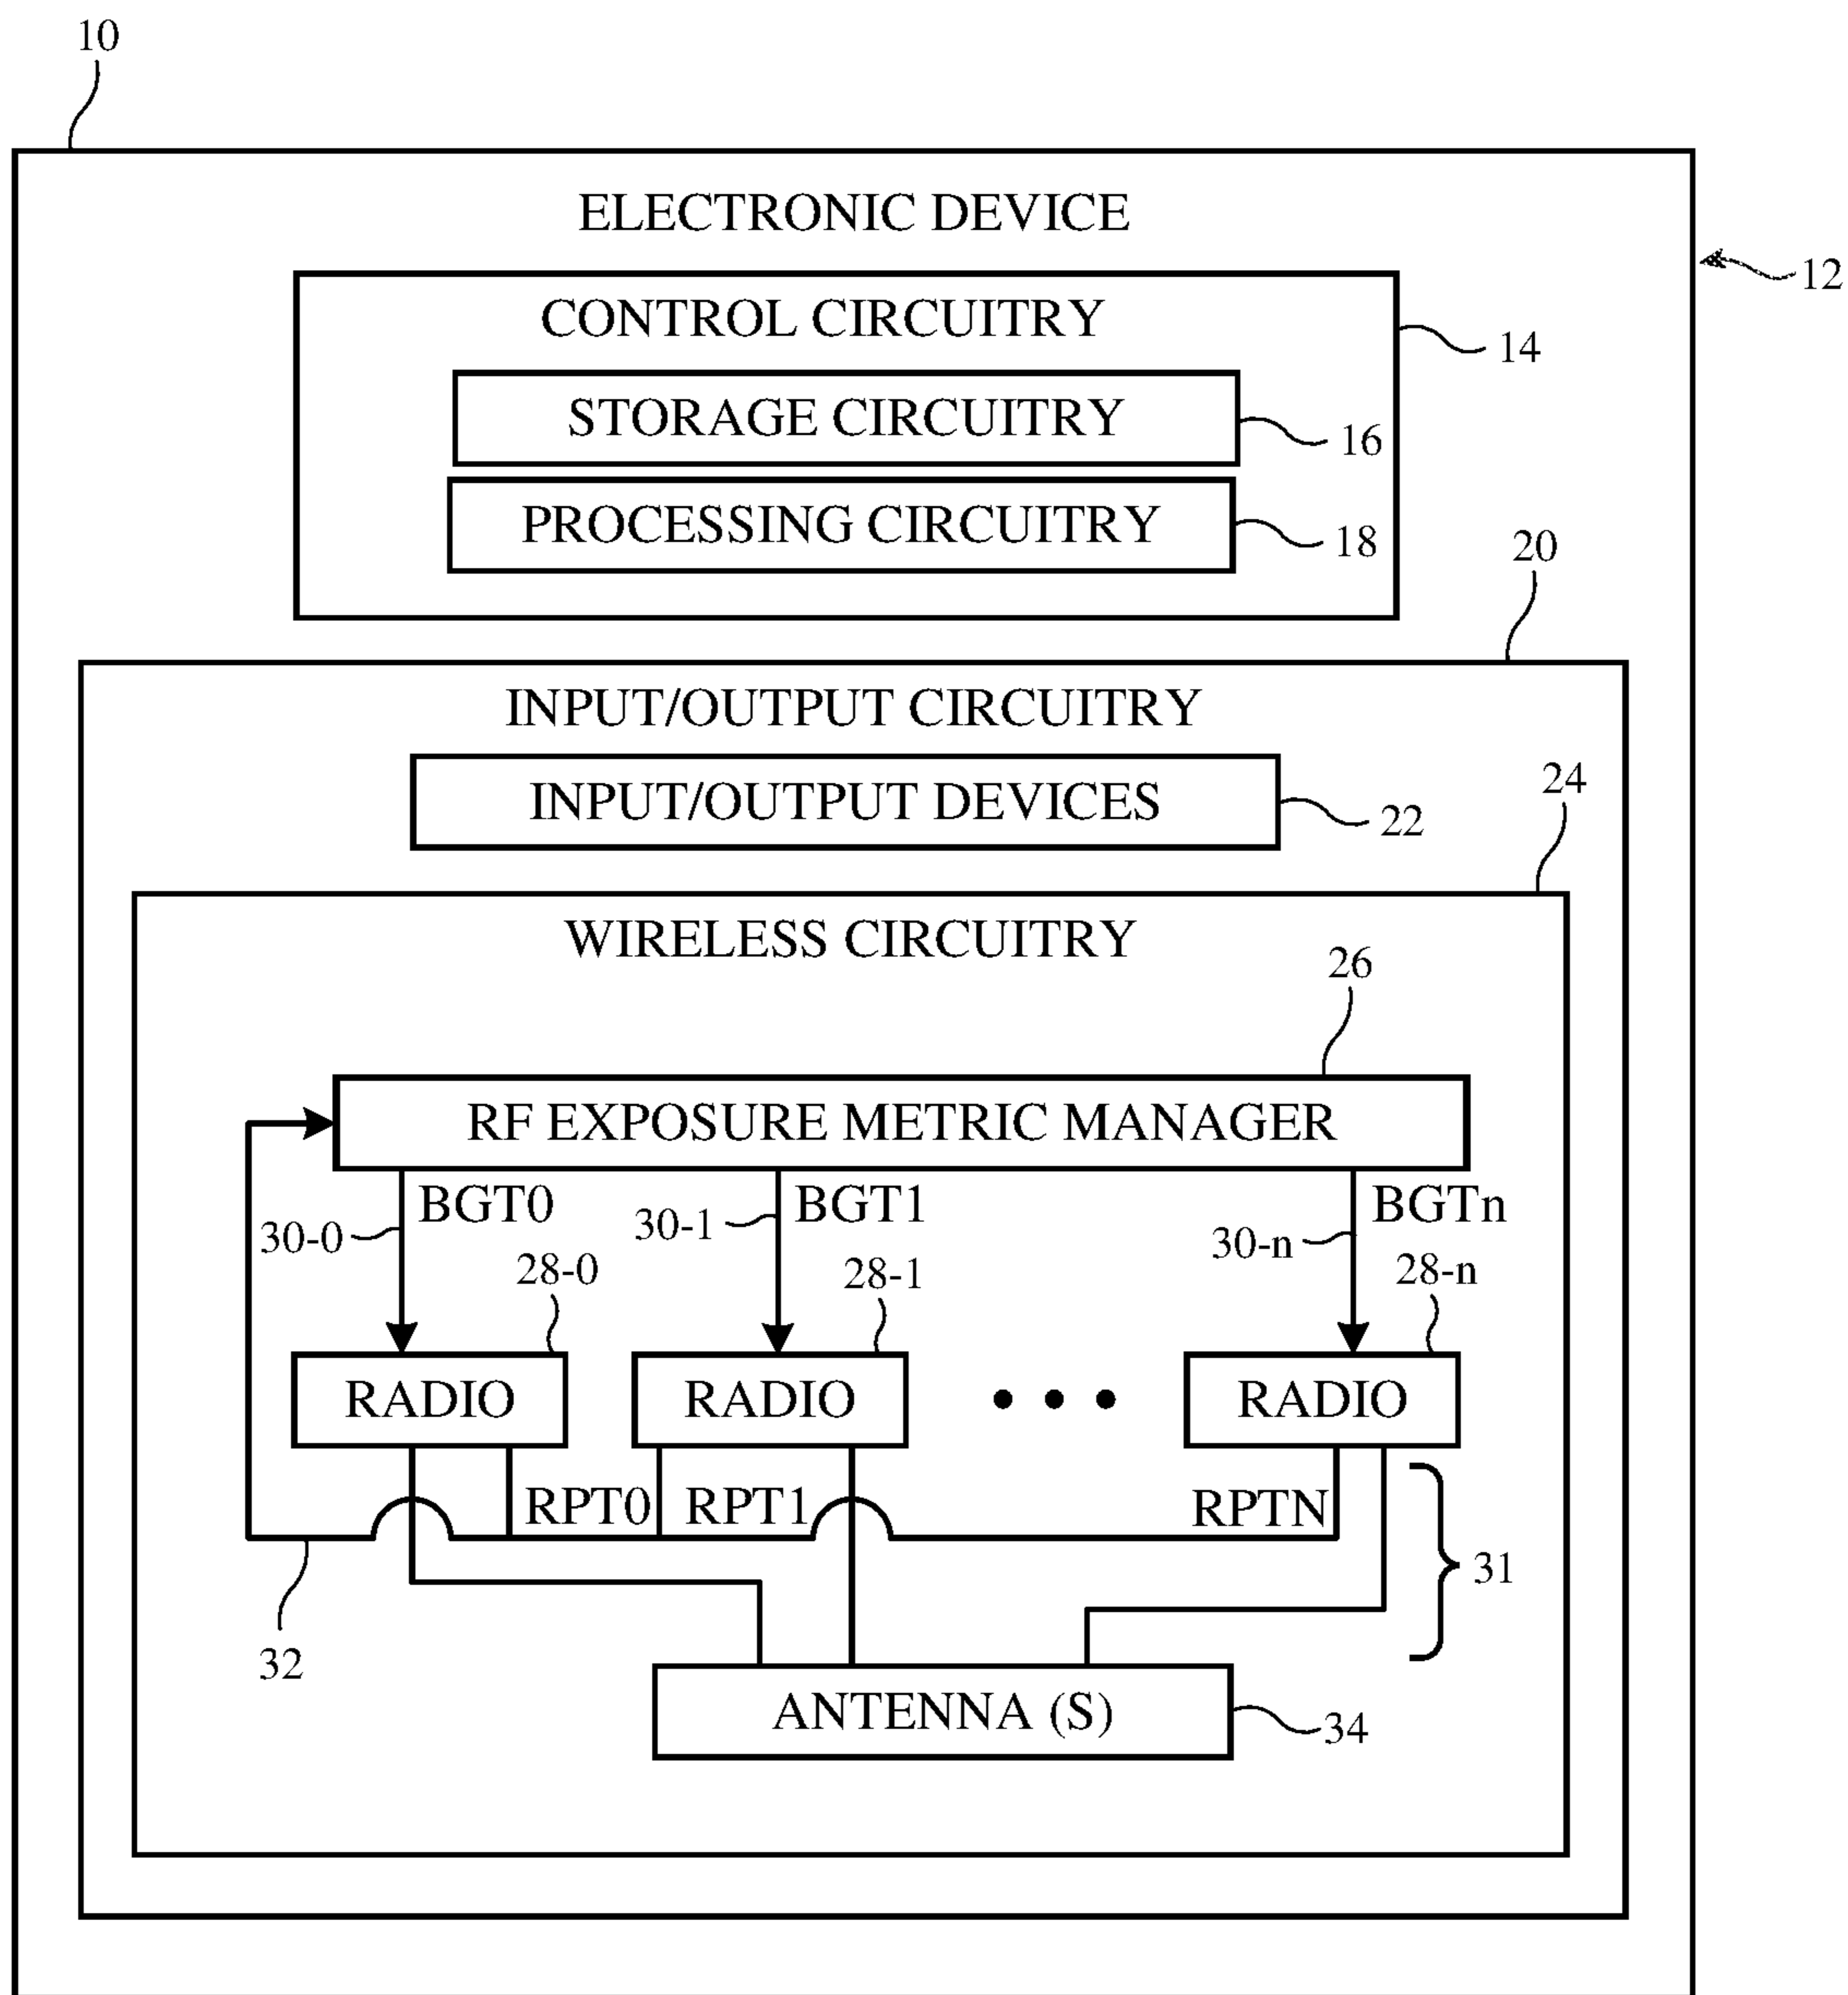 10
ELECTRONIC DEVICE
12
CONTROL CIRCUITRY
14
STORAGE CIRCUITRY
16
PROCESSING CIRCUITRY
18
20
INPUT/OUTPUT CIRCUITRY
24
INPUT/OUTPUT DEVICES
22
WIRELESS CIRCUITRY
26
RF EXPOSURE METRIC MANAGER
BGT0
BGT1
BGTn
30-0
30-1
30-n
28-0
28-1
28-n
RADIO
RADIO
RADIO
RPT0
RPT1
RPTN
31
32
ANTENNA (S)
34